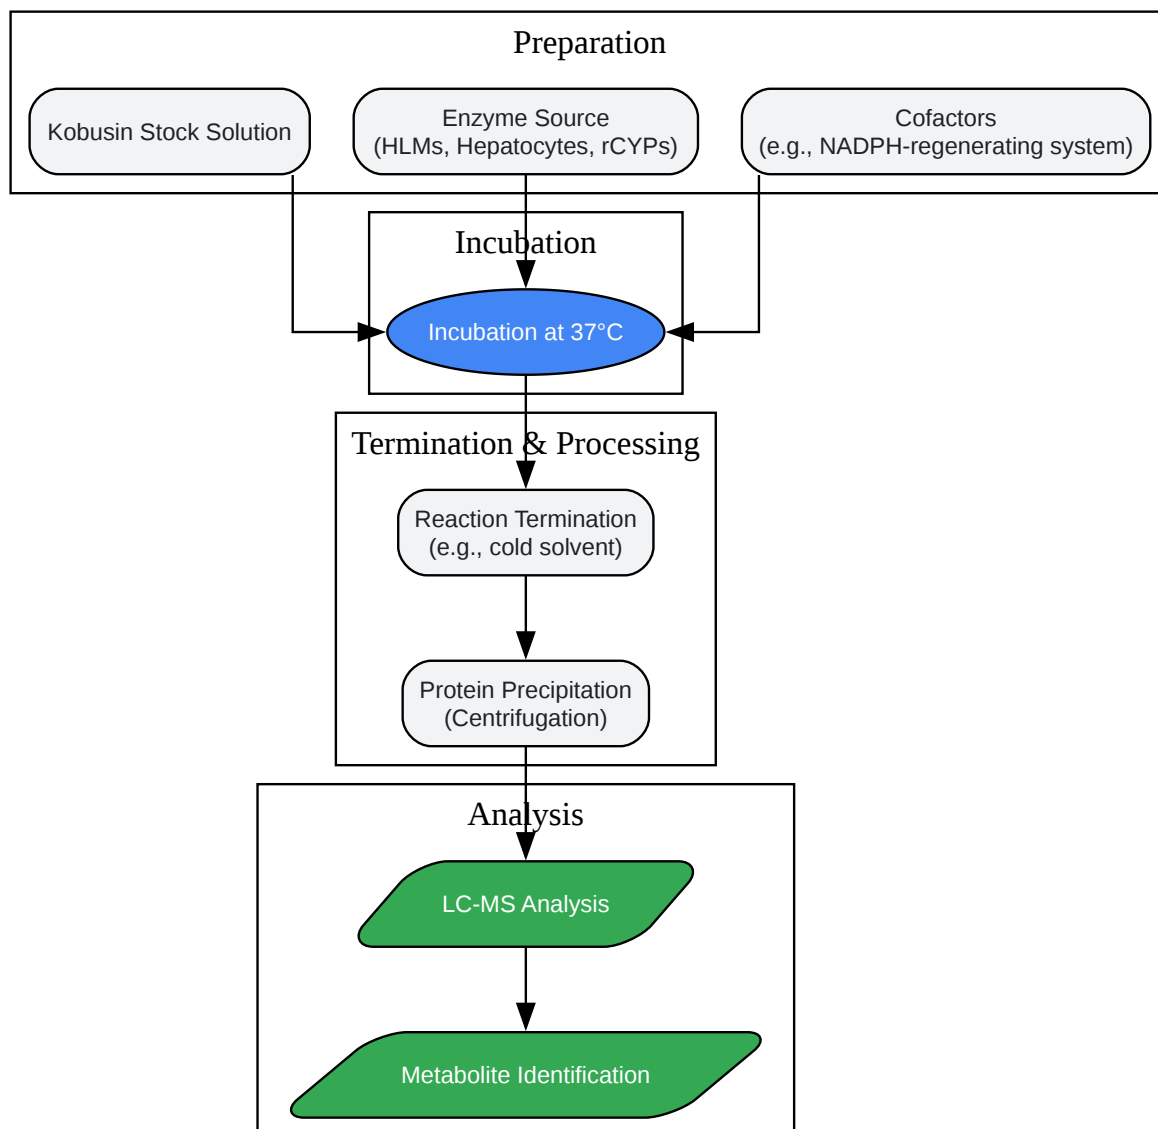 Preparation
Kobusin Stock Solution
Enzyme Source
(HLMs, Hepatocytes, rCYPs)
Cofactors
(e.g., NADPH-regenerating system)
Incubation
Incubation at 37°C
Termination & Processing
Reaction Termination
(e.g., cold solvent)
Protein Precipitation
(Centrifugation)
Analysis
LC-MS Analysis
Metabolite Identification